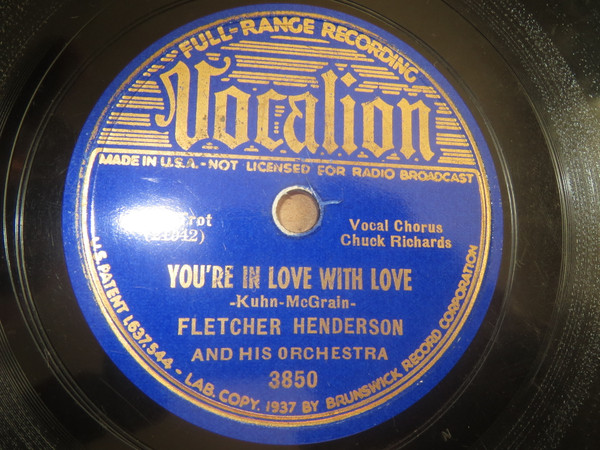 FULL-RANGE RECORDING
Vocalion
MADE IN U.S.A.-NOT LICENSED FOR RADIO BROADCAST
Vocal Chorus
Chuck Richards
YOU'RE IN LOVE WITH LOVE
-Kuhn-McGrain-
FLETCHER HENDERSON
AND HIS ORCHESTRA
3850
U.S. PATENT 1,637,544 - LAB. COPY. 1937 BY BRUNSWICK RECORD CORPORATION